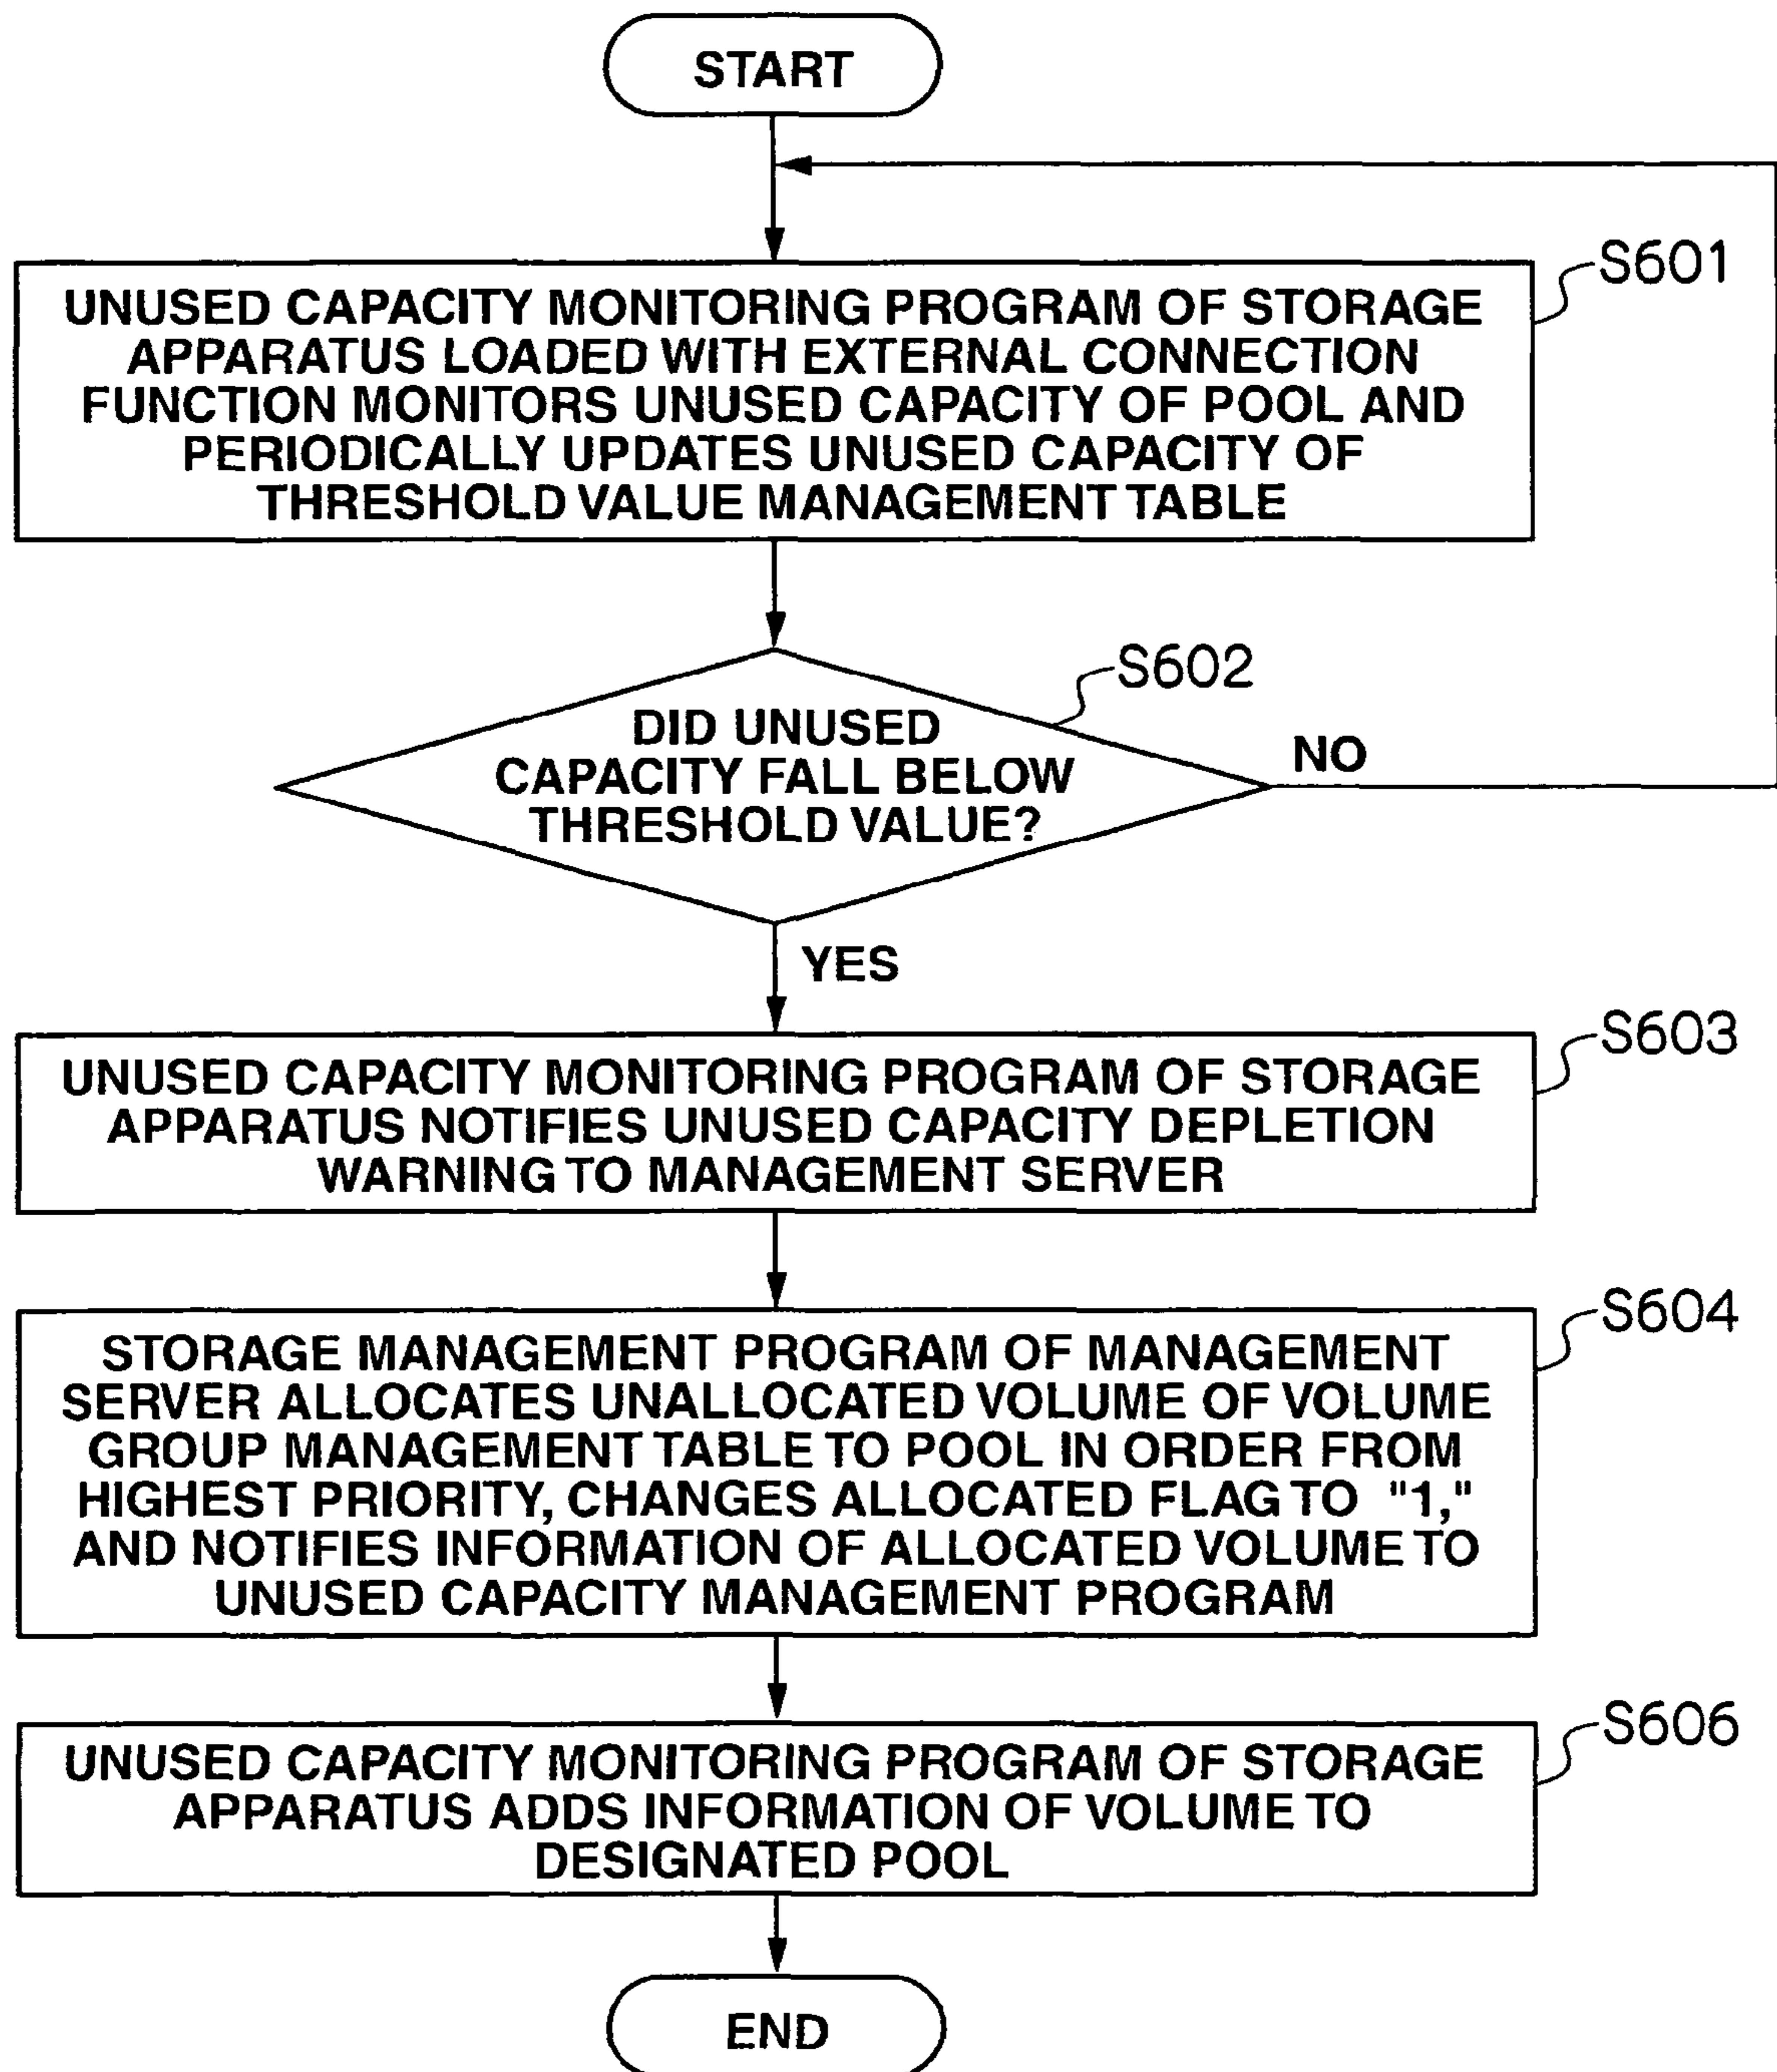 START
S601
UNUSED CAPACITY MONITORING PROGRAM OF STORAGE
APPARATUS LOADED WITH EXTERNAL CONNECTION
FUNCTION MONITORS UNUSED CAPACITY OF POOL AND
PERIODICALLY UPDATES UNUSED CAPACITY OF
THRESHOLD VALUE MANAGEMENT TABLE
S602
DID UNUSED
CAPACITY FALL BELOW
THRESHOLD VALUE?
NO
YES
S603
UNUSED CAPACITY MONITORING PROGRAM OF STORAGE
APPARATUS NOTIFIES UNUSED CAPACITY DEPLETION
WARNING TO MANAGEMENT SERVER
S604
STORAGE MANAGEMENT PROGRAM OF MANAGEMENT
SERVER ALLOCATES UNALLOCATED VOLUME OF VOLUME
GROUP MANAGEMENT TABLE TO POOL IN ORDER FROM
HIGHEST PRIORITY, CHANGES ALLOCATED FLAG TO "1,"
AND NOTIFIES INFORMATION OF ALLOCATED VOLUME TO
UNUSED CAPACITY MANAGEMENT PROGRAM
S606
UNUSED CAPACITY MONITORING PROGRAM OF STORAGE
APPARATUS ADDS INFORMATION OF VOLUME TO
DESIGNATED POOL
END